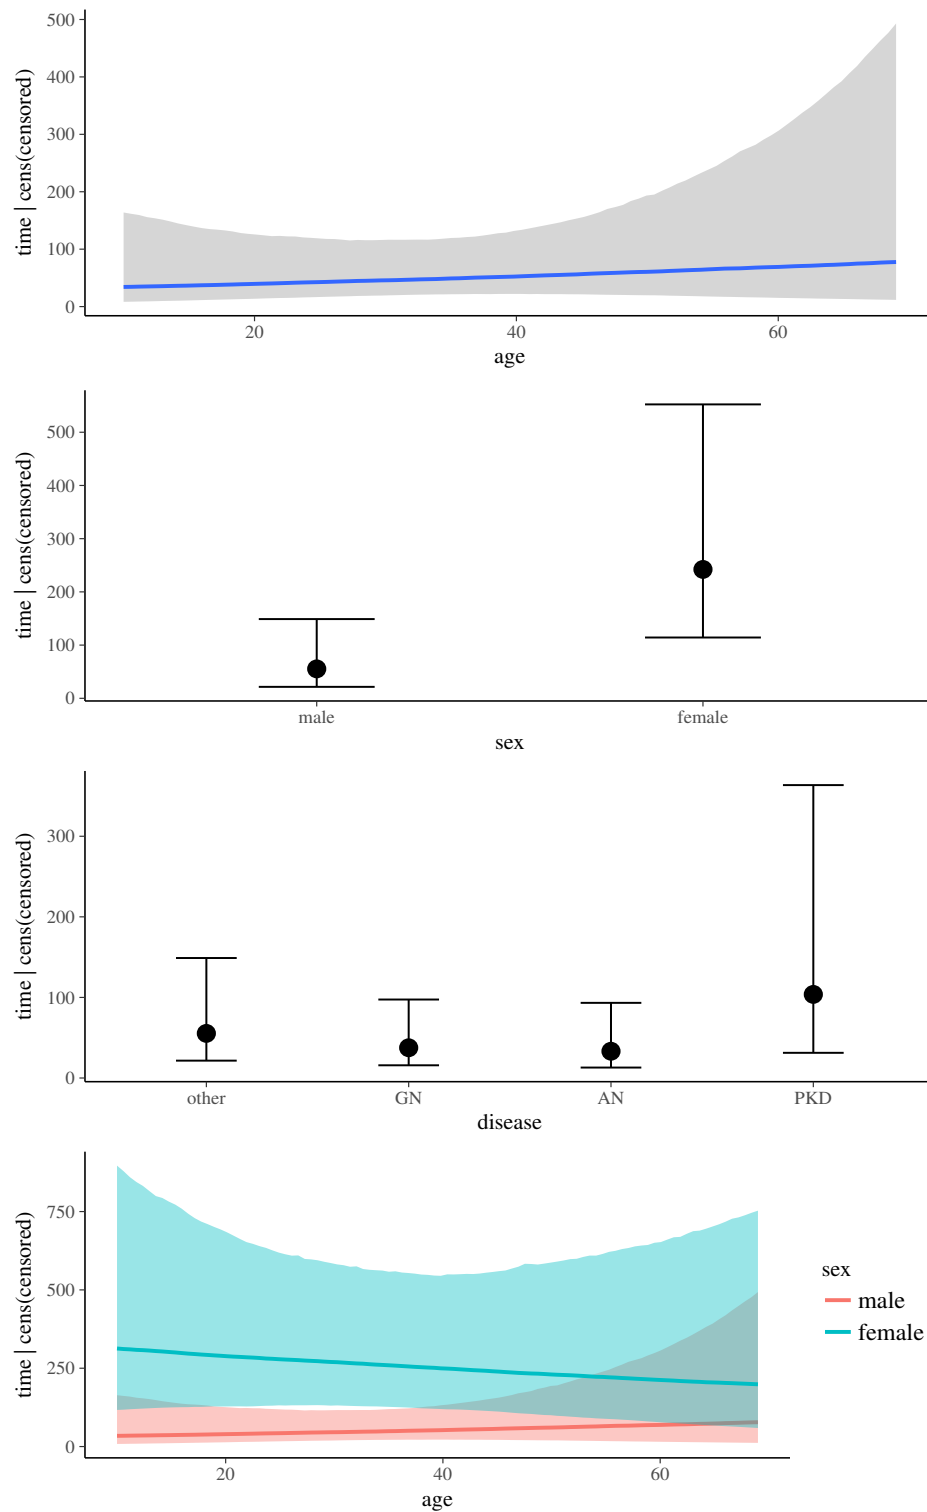 500
400
300
200
100
0
time | cens(censored)
20 40 60
age
500
400
300
200
100
0
time | cens(censored)
male female
sex
300
200
100
0
time | cens(censored)
other GN AN PKD
disease
750
500
250
0
time | cens(censored)
20 40 60
age
sex
male
female